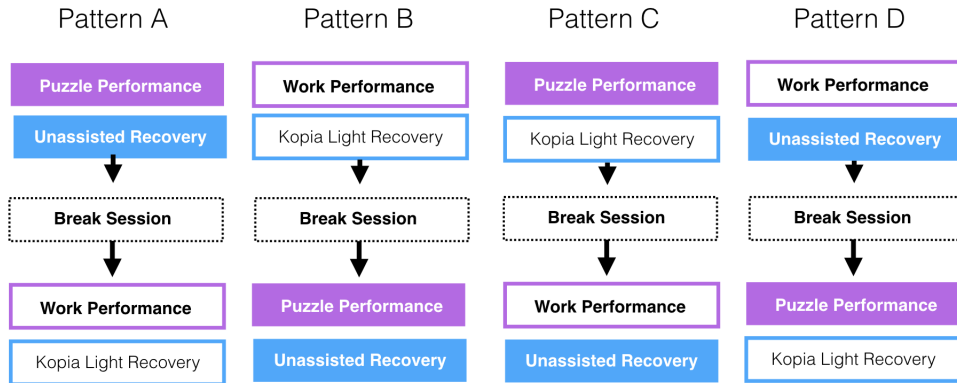 Pattern A
Puzzle Performance
Unassisted Recovery
Break Session
Work Performance
Kopia Light Recovery
Pattern B
Work Performance
Kopia Light Recovery
Break Session
Puzzle Performance
Unassisted Recovery
Pattern C
Puzzle Performance
Kopia Light Recovery
Break Session
Work Performance
Unassisted Recovery
Pattern D
Work Performance
Unassisted Recovery
Break Session
Puzzle Performance
Kopia Light Recovery